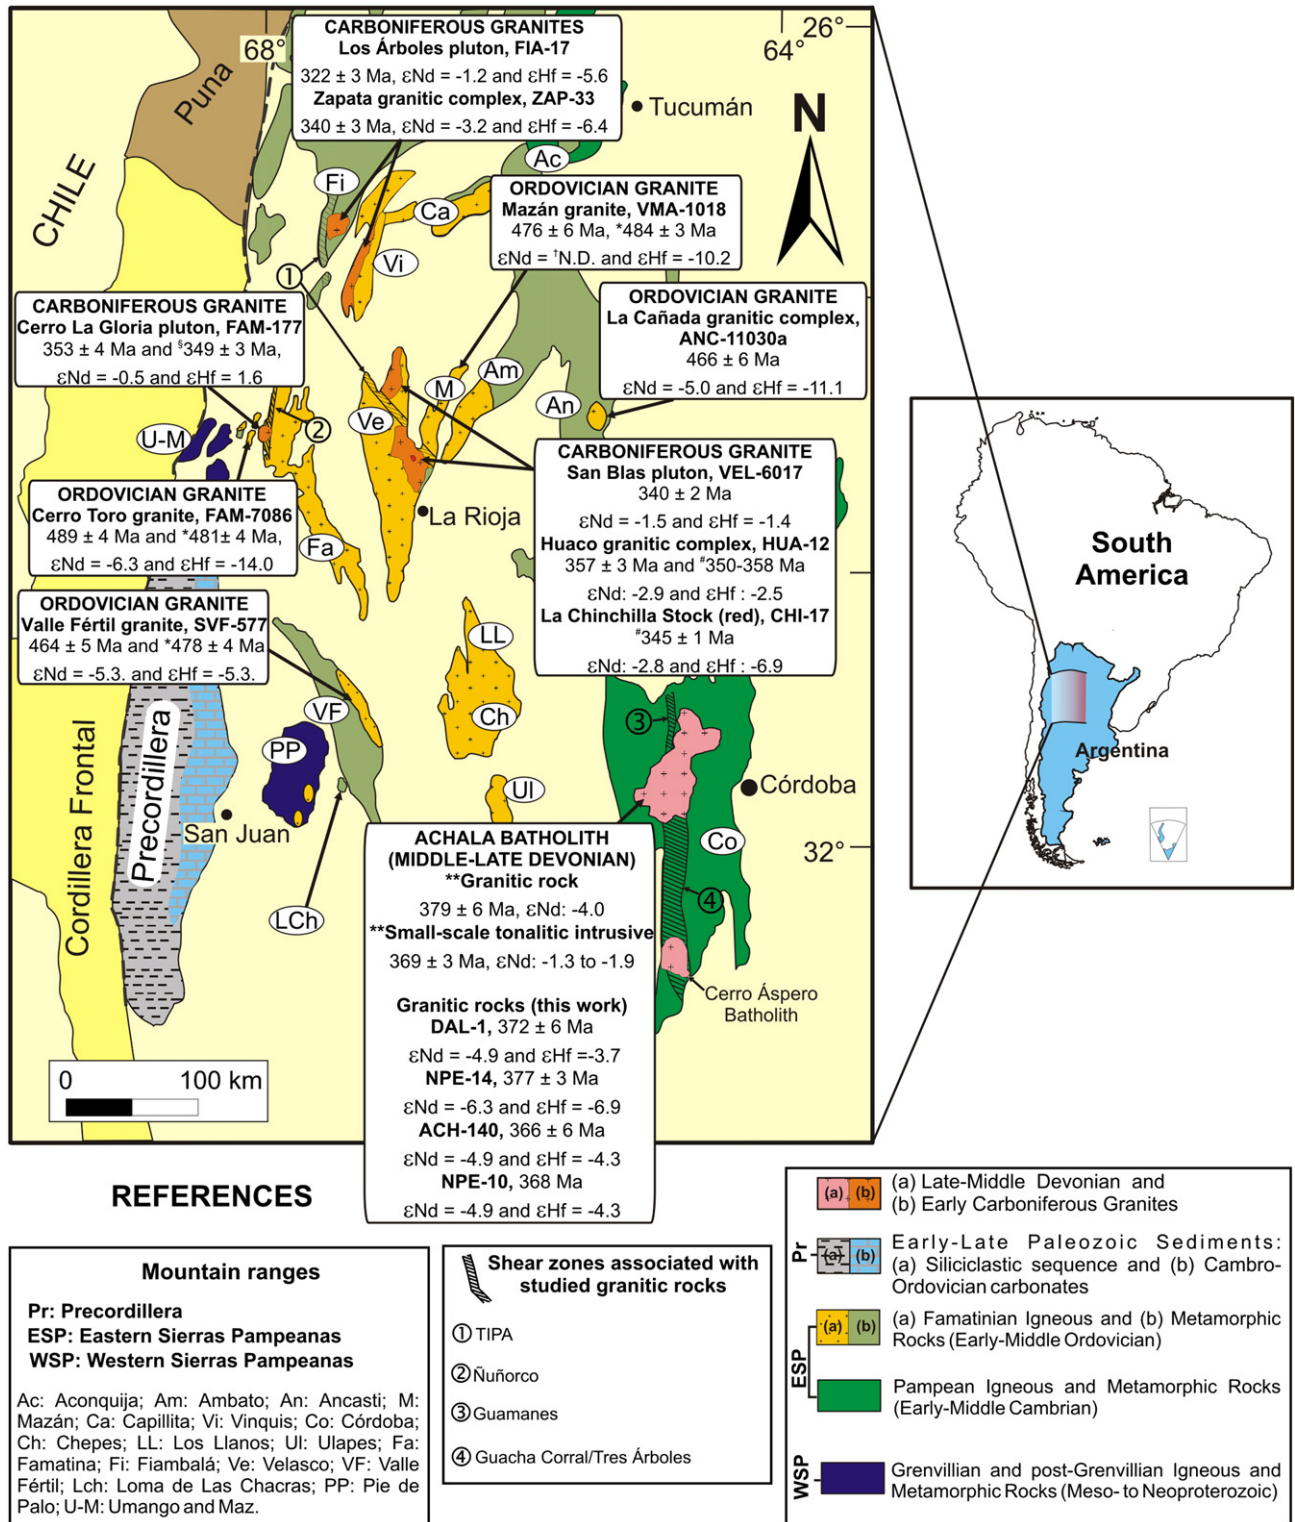 68°
64°
26°
Puna
CHILE
CARBONIFEROUS GRANITES
Los Árboles pluton, FIA-17
322 ± 3 Ma, εNd = -1.2 and εHf = -5.6
Zapata granitic complex, ZAP-33
340 ± 3 Ma, εNd = -3.2 and εHf = -6.4
Tucumán
N
Ac
Fi
Ca
Vi
1
ORDOVICIAN GRANITE
Mazán granite, VMA-1018
476 ± 6 Ma, *484 ± 3 Ma
εNd = †N.D. and εHf = -10.2
CARBONIFEROUS GRANITE
Cerro La Gloria pluton, FAM-177
353 ± 4 Ma and §349 ± 3 Ma,
εNd = -0.5 and εHf = 1.6
ORDOVICIAN GRANITE
La Cañada granitic complex,
ANC-11030a
466 ± 6 Ma
εNd = -5.0 and εHf = -11.1
M
Am
An
Ve
U-M
2
CARBONIFEROUS GRANITE
San Blas pluton, VEL-6017
340 ± 2 Ma
εNd = -1.5 and εHf = -1.4
Huaco granitic complex, HUA-12
357 ± 3 Ma and #350-358 Ma
εNd: -2.9 and εHf : -2.5
La Chinchilla Stock (red), CHI-17
#345 ± 1 Ma
εNd: -2.8 and εHf : -6.9
ORDOVICIAN GRANITE
Cerro Toro granite, FAM-7086
489 ± 4 Ma and *481± 4 Ma,
εNd = -6.3 and εHf = -14.0
La Rioja
Fa
ORDOVICIAN GRANITE
Valle Fértil granite, SVF-577
464 ± 5 Ma and *478 ± 4 Ma
εNd = -5.3. and εHf = -5.3.
LL
VF
Ch
3
PP
Ul
Córdoba
Cordillera Frontal
Precordillera
San Juan
LCh
Co
32°
4
ACHALA BATHOLITH
(MIDDLE-LATE DEVONIAN)
**Granitic rock
379 ± 6 Ma, εNd: -4.0
**Small-scale tonalitic intrusive
369 ± 3 Ma, εNd: -1.3 to -1.9
Granitic rocks (this work)
DAL-1, 372 ± 6 Ma
εNd = -4.9 and εHf =-3.7
NPE-14, 377 ± 3 Ma
εNd = -6.3 and εHf = -6.9
ACH-140, 366 ± 6 Ma
εNd = -4.9 and εHf = -4.3
NPE-10, 368 Ma
εNd = -4.9 and εHf = -4.3
Cerro Áspero
Batholith
0 100 km
South
America
Argentina
REFERENCES
Mountain ranges
Pr: Precordillera
ESP: Eastern Sierras Pampeanas
WSP: Western Sierras Pampeanas
Ac: Aconquija; Am: Ambato; An: Ancasti; M:
Mazán; Ca: Capillita; Vi: Vinquis; Co: Córdoba;
Ch: Chepes; LL: Los Llanos; Ul: Ulapes; Fa:
Famatina; Fi: Fiambalá; Ve: Velasco; VF: Valle
Fértil; Lch: Loma de Las Chacras; PP: Pie de
Palo; U-M: Umango and Maz.
Shear zones associated with
studied granitic rocks
1 TIPA
2 Ñuñorco
3 Guamanes
4 Guacha Corral/Tres Árboles
(a) (b) (a) Late-Middle Devonian and
(b) Early Carboniferous Granites
Pr (a) (b) Early-Late Paleozoic Sediments:
(a) Siliciclastic sequence and (b) Cambro-
Ordovician carbonates
ESP (a) (b) (a) Famatinian Igneous and (b) Metamorphic
Rocks (Early-Middle Ordovician)
Pampean Igneous and Metamorphic Rocks
(Early-Middle Cambrian)
WSP Grenvillian and post-Grenvillian Igneous and
Metamorphic Rocks (Meso- to Neoproterozoic)